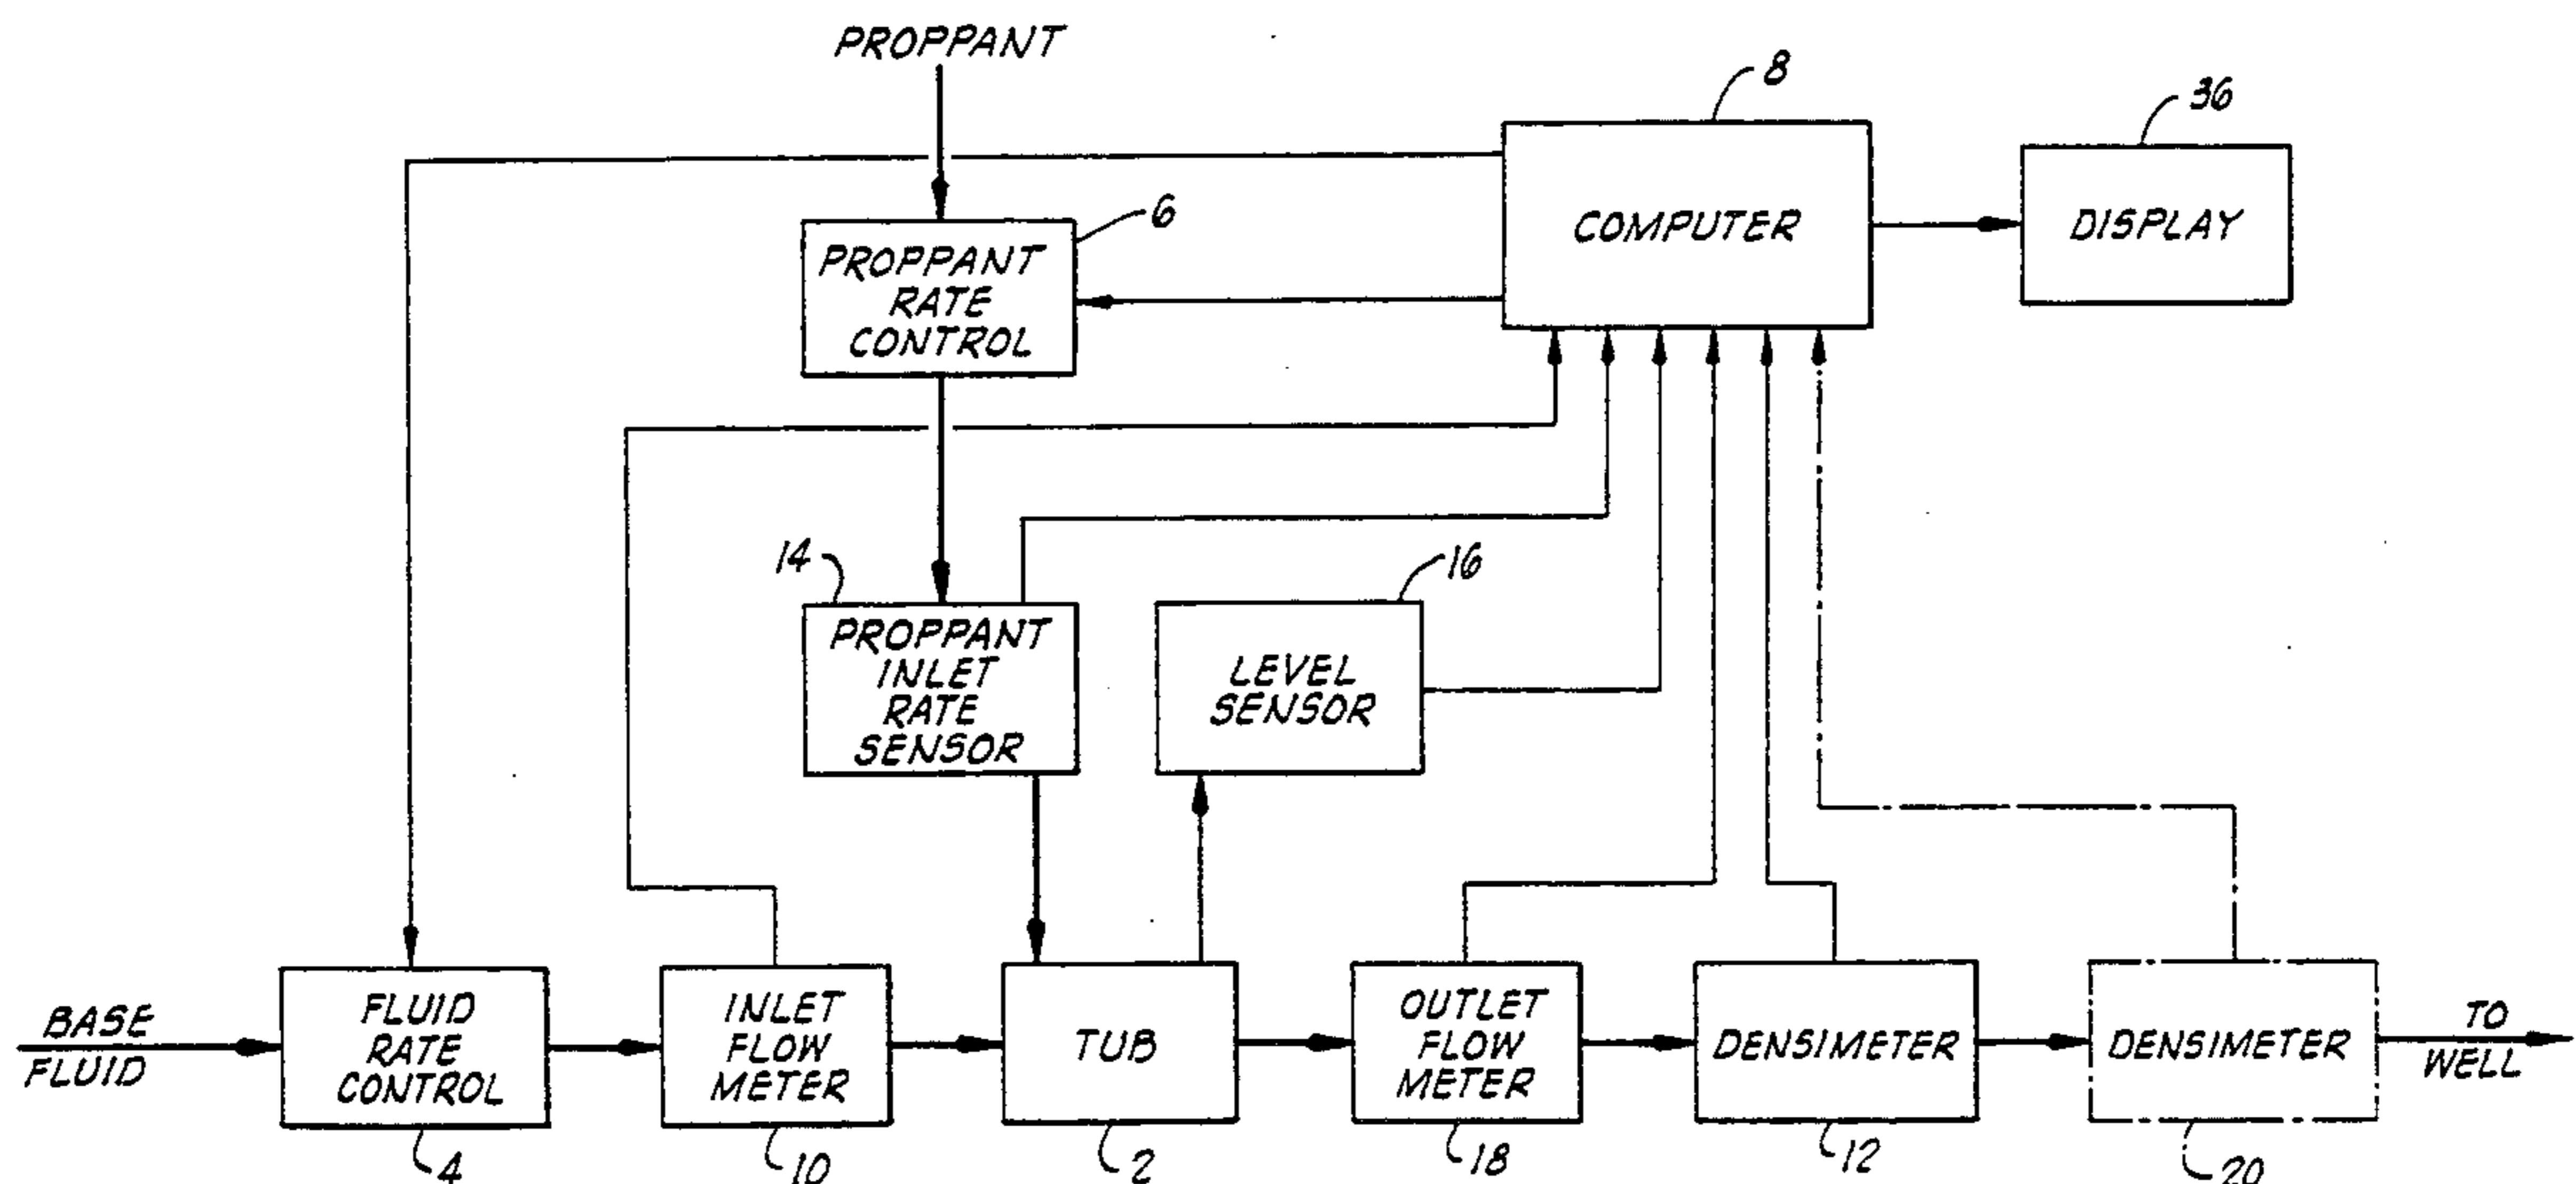 PROPPANT
8
36
6
PROPPANT
RATE
CONTROL
COMPUTER
DISPLAY
14
16
PROPPANT
INLET
RATE
SENSOR
LEVEL
SENSOR
BASE
FLUID
FLUID
RATE
CONTROL
INLET
FLOW
METER
TUB
OUTLET
FLOW
METER
DENSIMETER
DENSIMETER
TO
WELL
4
10
2
18
12
20